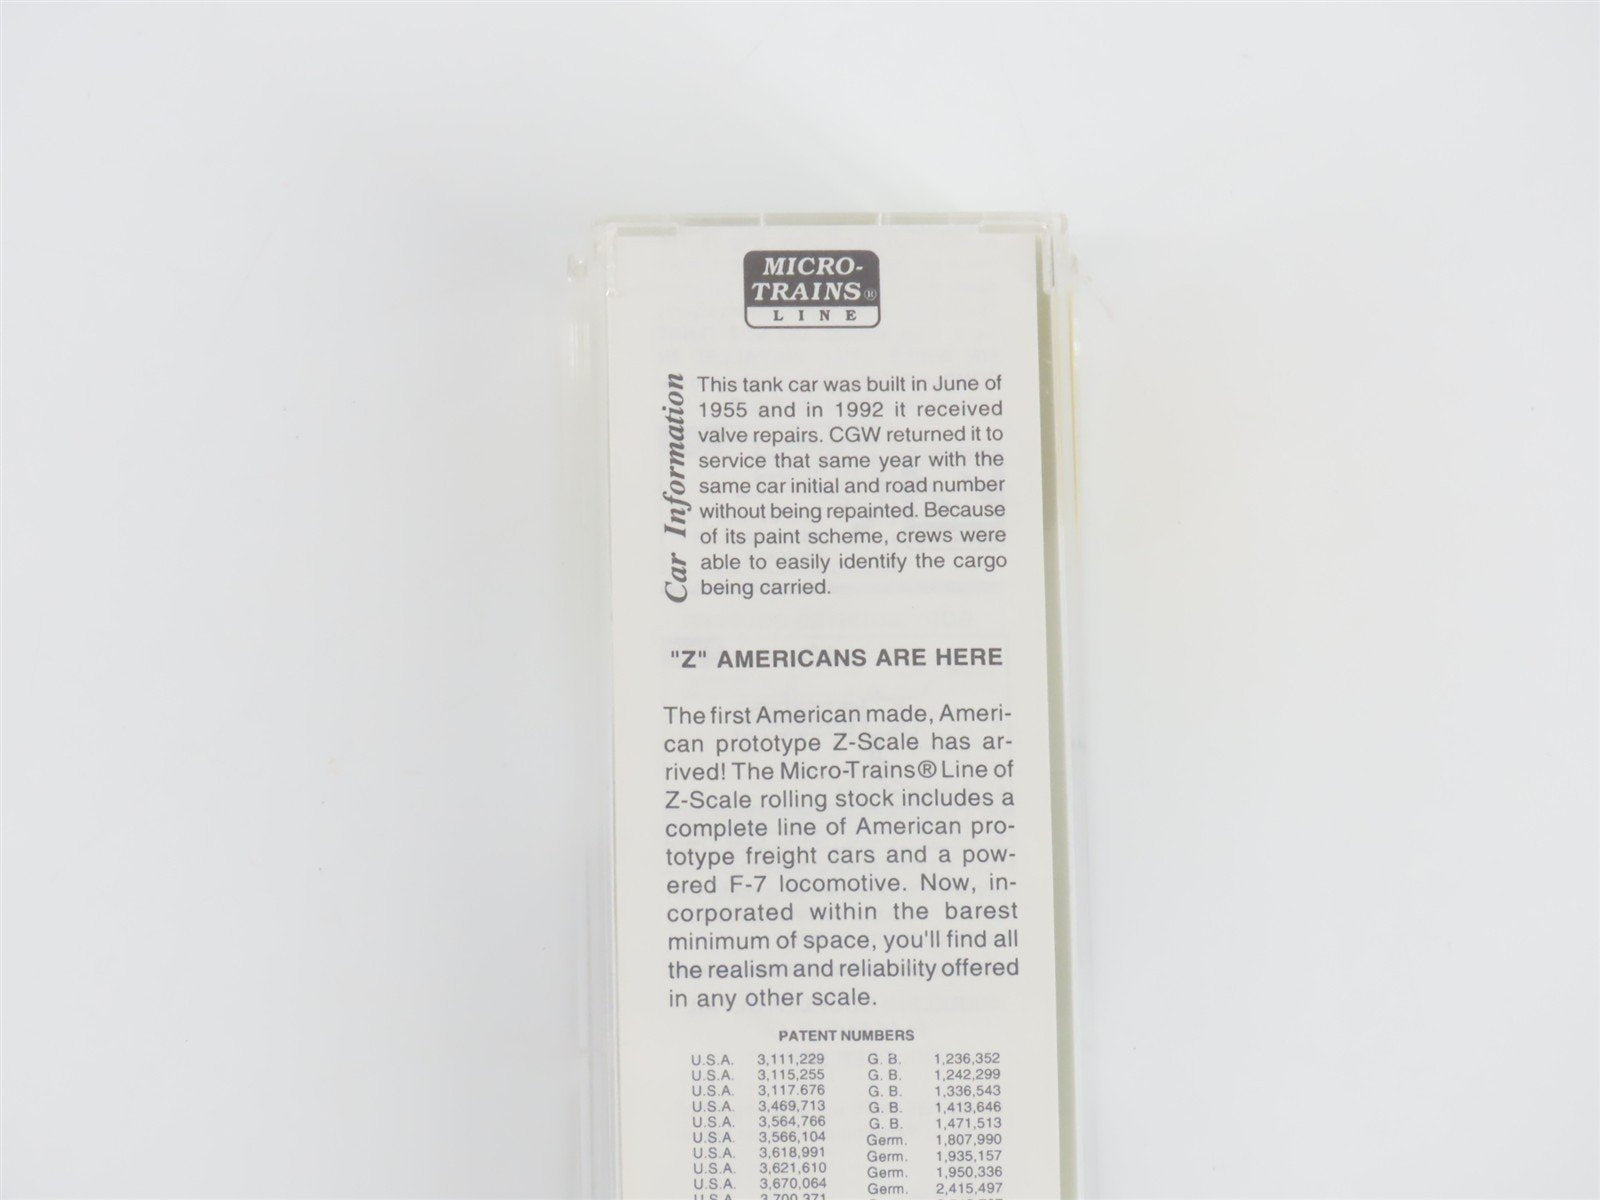 MICRO-
TRAINS®
LINE
Car Information
This tank car was built in June of
1955 and in 1992 it received
valve repairs. CGW returned it to
service that same year with the
same car initial and road number
without being repainted. Because
of its paint scheme, crews were
able to easily identify the cargo
being carried.
"Z" AMERICANS ARE HERE
The first American made, Ameri-
can prototype Z-Scale has ar-
rived! The Micro-Trains® Line of
Z-Scale rolling stock includes a
complete line of American pro-
totype freight cars and a pow-
ered F-7 locomotive. Now, in-
corporated within the barest
minimum of space, you'll find all
the realism and reliability offered
in any other scale.
PATENT NUMBERS
U.S.A. 3,111,229 G. B. 1,236,352
U.S.A. 3,115,255 G. B. 1,242,299
U.S.A. 3,117.676 G. B. 1,336,543
U.S.A. 3,469,713 G. B. 1,413,646
U.S.A. 3,564,766 G. B. 1,471,513
U.S.A. 3,566,104 Germ. 1,807,990
U.S.A. 3,618,991 Germ. 1,935,157
U.S.A. 3,621,610 Germ. 1,950,336
U.S.A. 3,670,064 Germ. 2,415,497
U.S.A. 3,700,371